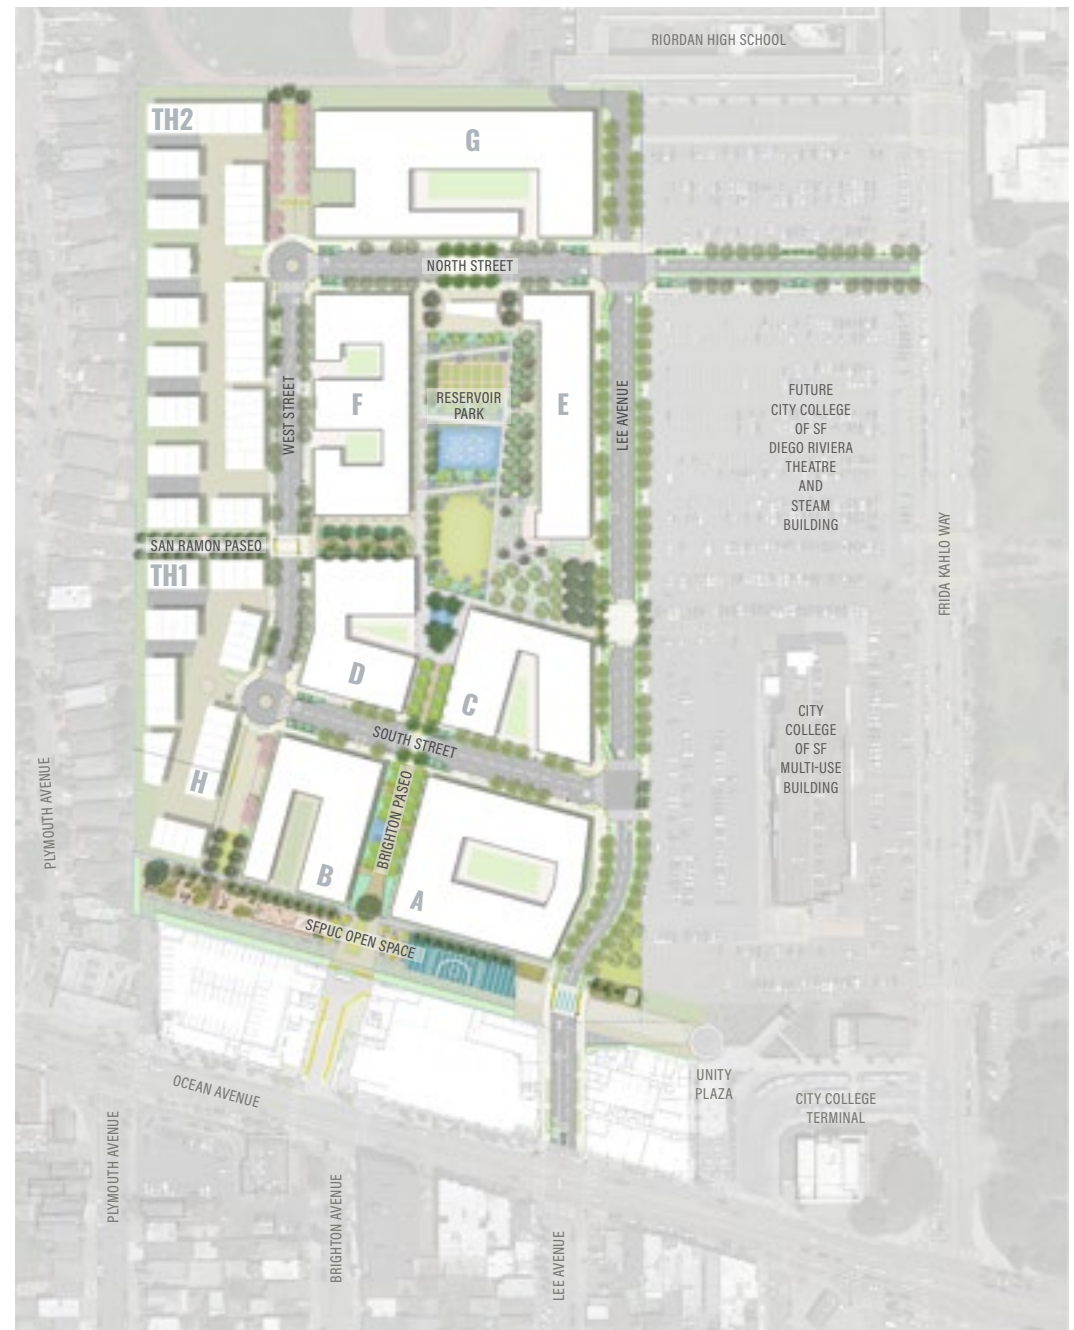 RIORDAN HIGH SCHOOL
TH2
G
NORTH STREET
WEST STREET
F
RESERVOIR
PARK
E
LEE AVENUE
FUTURE
CITY COLLEGE
OF SF
DIEGO RIVIERA
THEATRE
AND
STEAM
BUILDING
FRIDA KAHLO WAY
SAN RAMON PASEO
TH1
D
C
SOUTH STREET
CITY
COLLEGE
OF SF
MULTI-USE
BUILDING
H
PLYMOUTH AVENUE
BRIGHTON PASEO
B
A
SFPUC OPEN SPACE
OCEAN AVENUE
UNITY
PLAZA
CITY COLLEGE
TERMINAL
PLYMOUTH AVENUE
BRIGHTON AVENUE
LEE AVENUE